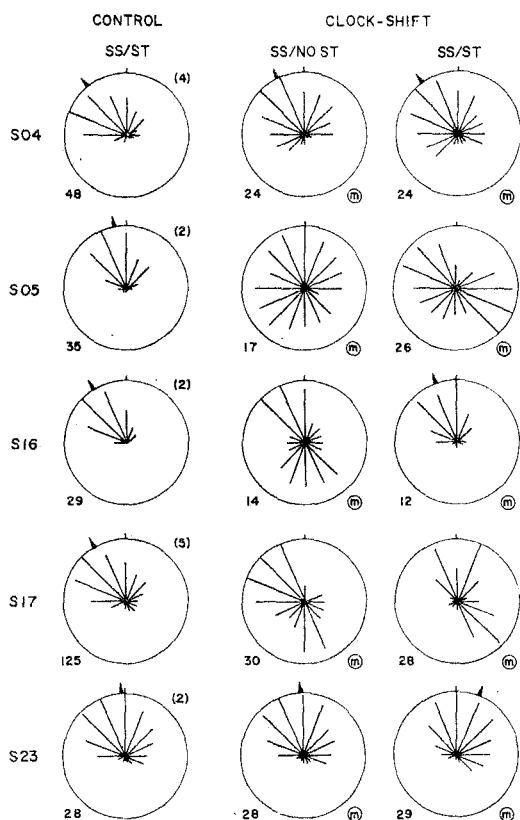 CONTROL CLOCK-SHIFT
SS/ST SS/NO ST SS/ST
(4)
S04
48 24 m 24 m
(2)
S05
35 17 m 26 m
(2)
S16
29 14 m 12 m
(5)
S17
125 30 m 28 m
(2)
S23
28 28 m 29 m